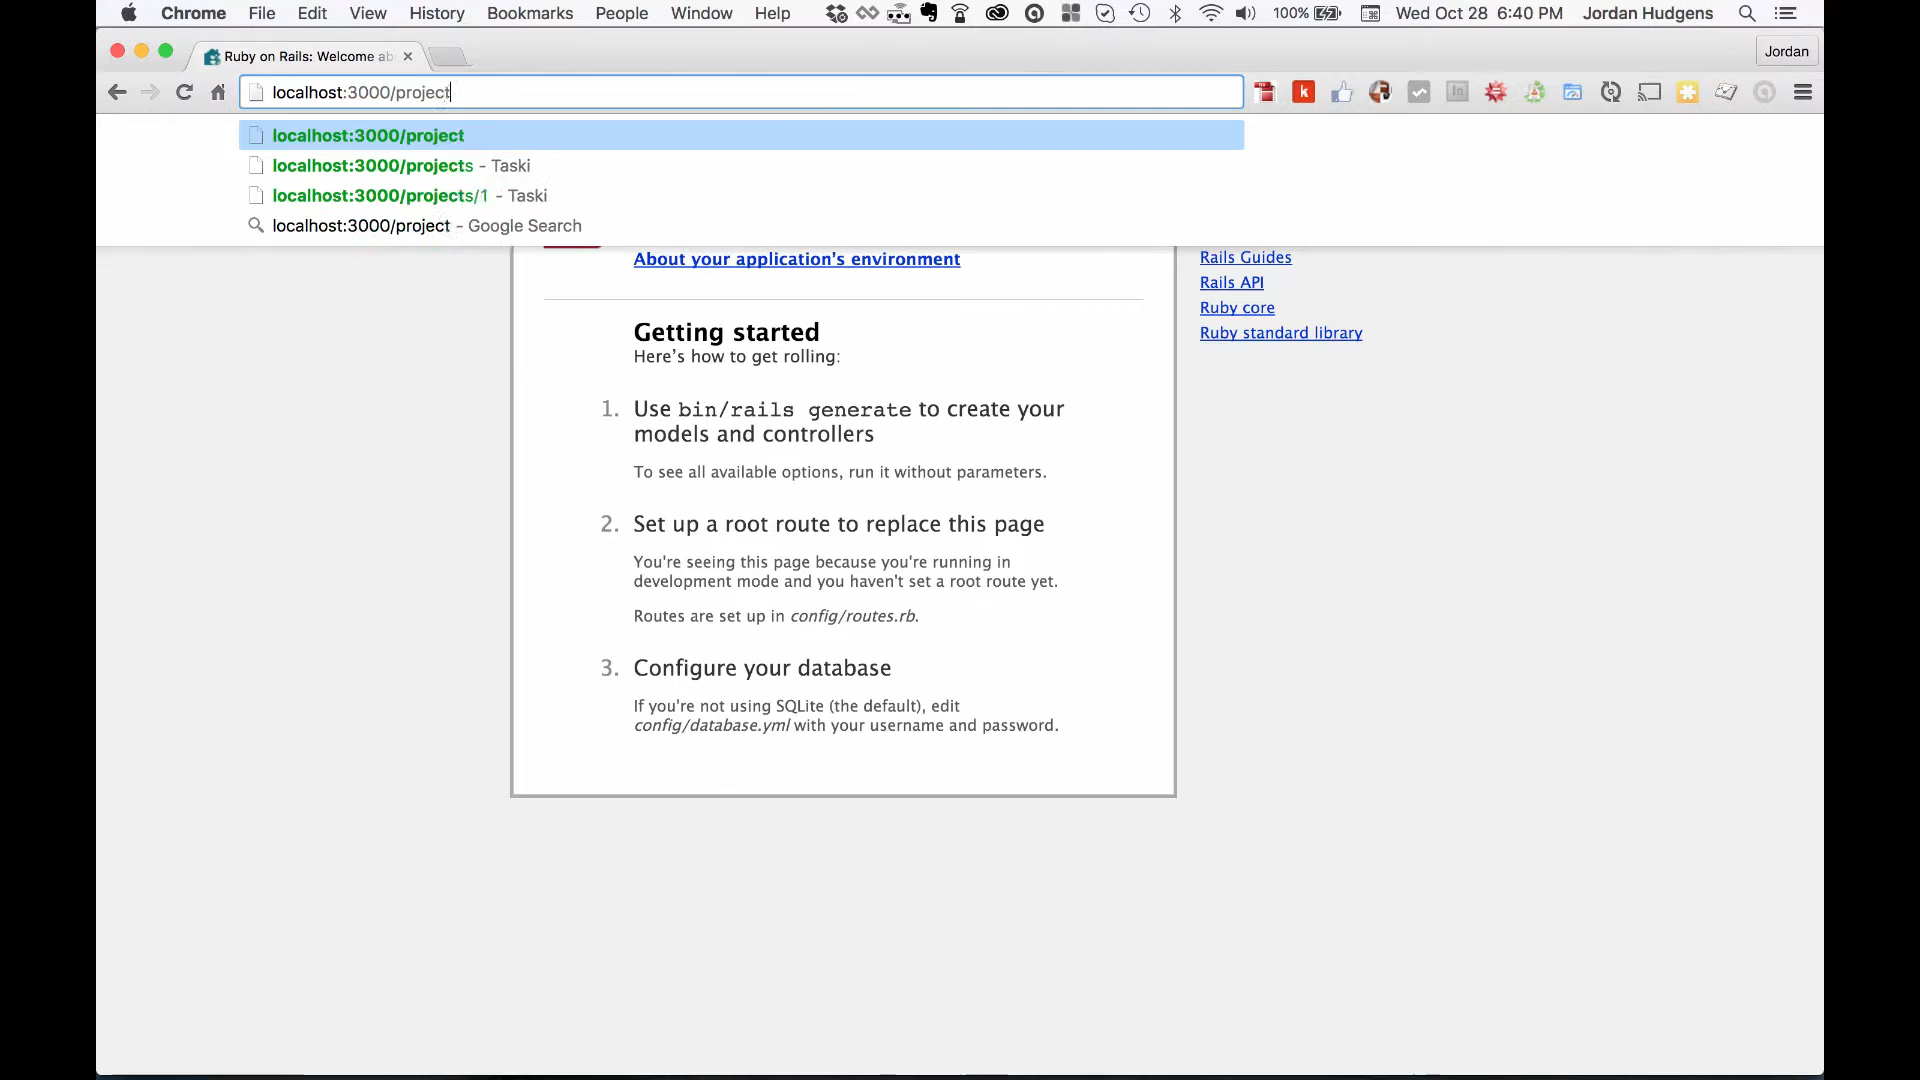 Chrome File Edit View History Bookmarks People Window Help 100% Wed Oct 28 6:40 PM Jordan Hudgens
Ruby on Rails: Welcome ab
Jordan
localhost:3000/project
localhost:3000/project
localhost:3000/projects - Taski
localhost:3000/projects/1 - Taski
localhost:3000/project - Google Search
About your application's environment
Rails Guides
Rails API
Ruby core
Ruby standard library
Getting started
Here's how to get rolling:
1. Use bin/rails generate to create your
models and controllers
To see all available options, run it without parameters.
2. Set up a root route to replace this page
You're seeing this page because you're running in
development mode and you haven't set a root route yet.
Routes are set up in config/routes.rb.
3. Configure your database
If you're not using SQLite (the default), edit
config/database.yml with your username and password.